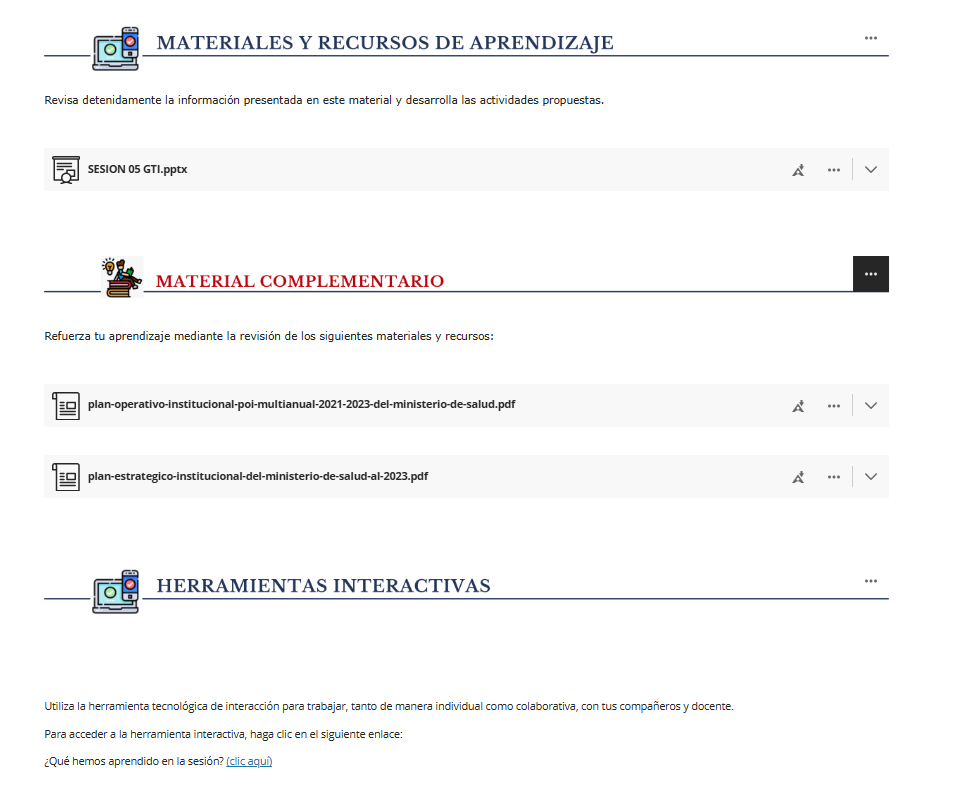 MATERIALES Y RECURSOS DE APRENDIZAJE
Revisa detenidamente la información presentada en este material y desarrolla las actividades propuestas.
SESION 05 GTI.pptx
MATERIAL COMPLEMENTARIO
Refuerza tu aprendizaje mediante la revisión de los siguientes materiales y recursos:
plan-operativo-institucional-poi-multianual-2021-2023-del-ministerio-de-salud.pdf
plan-estrategico-institucional-del-ministerio-de-salud-al-2023.pdf
HERRAMIENTAS INTERACTIVAS
Utiliza la herramienta tecnológica de interacción para trabajar, tanto de manera individual como colaborativa, con tus compañeros y docente.
Para acceder a la herramienta interactiva, haga clic en el siguiente enlace:
¿Qué hemos aprendido en la sesión? (clic aquí)